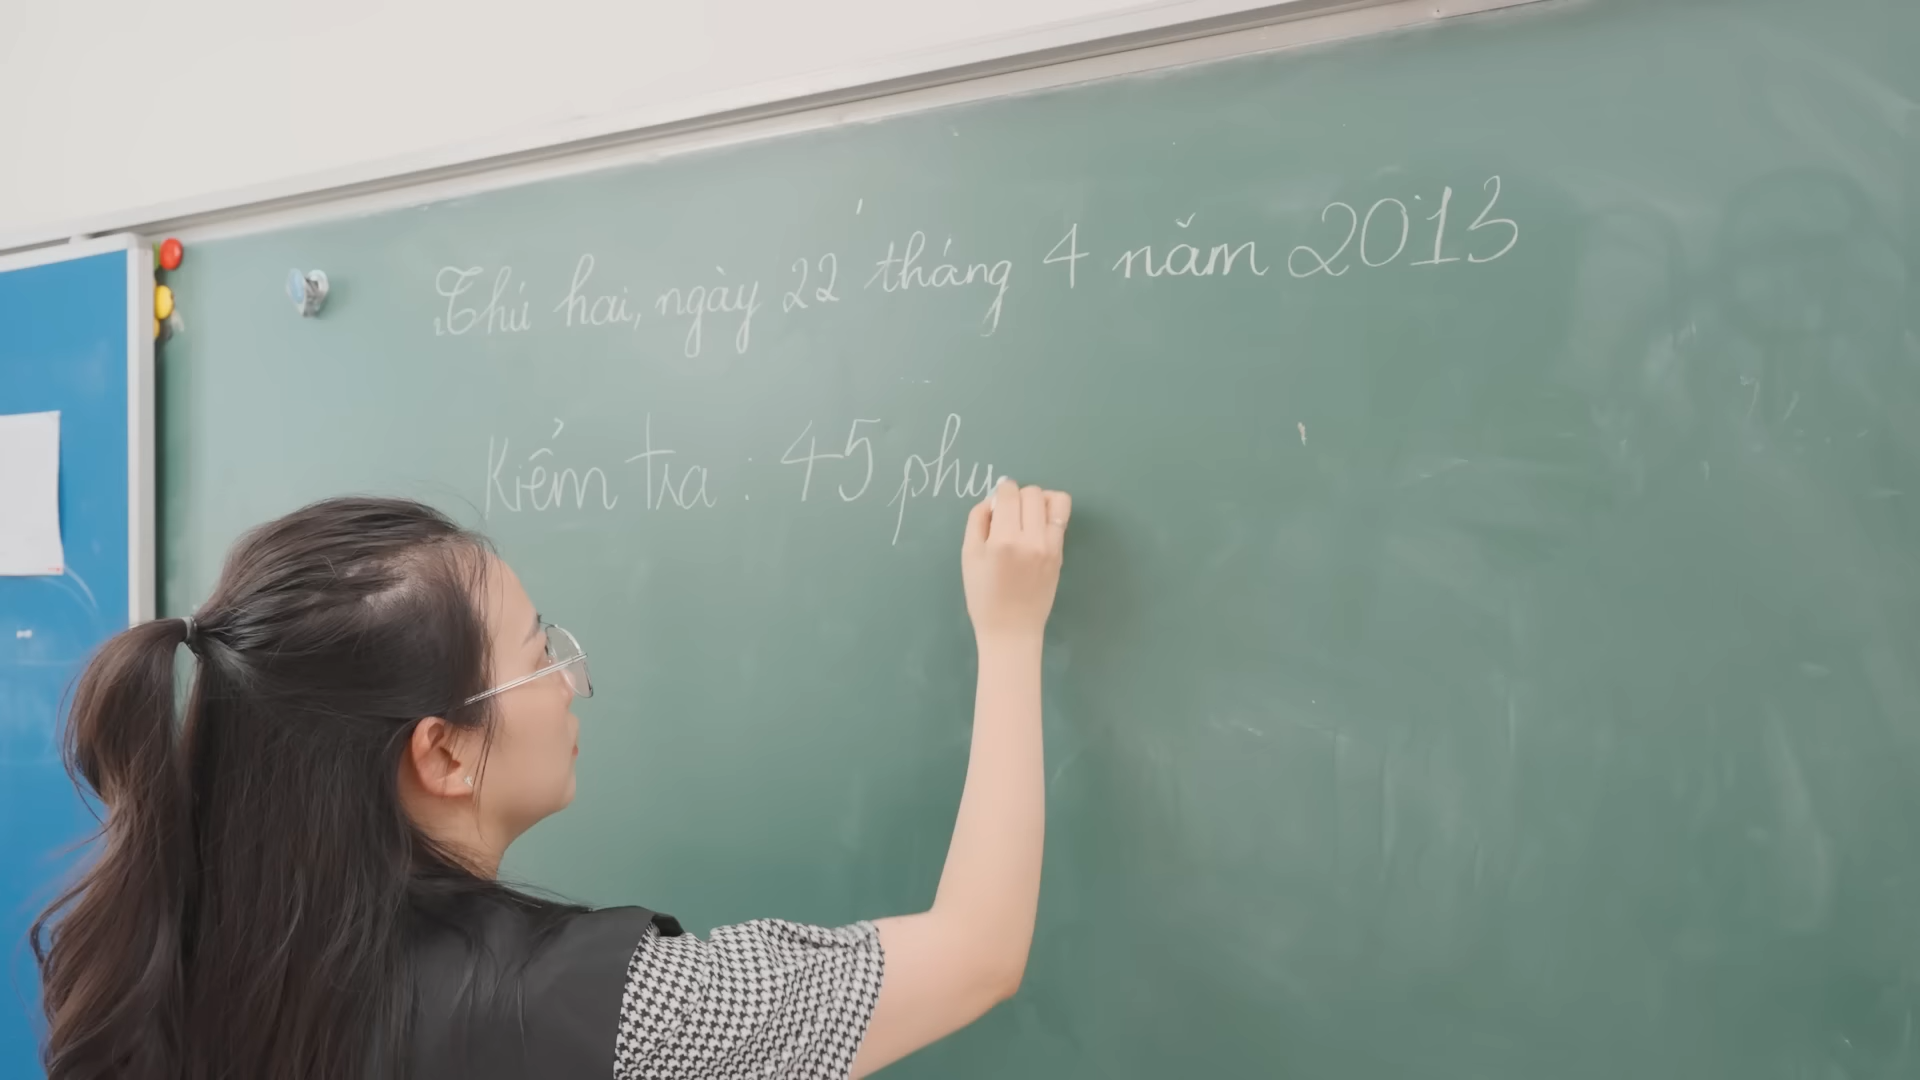 Thứ hai, ngày 22 tháng 4 năm 2013
Kiểm tra : 45 phu